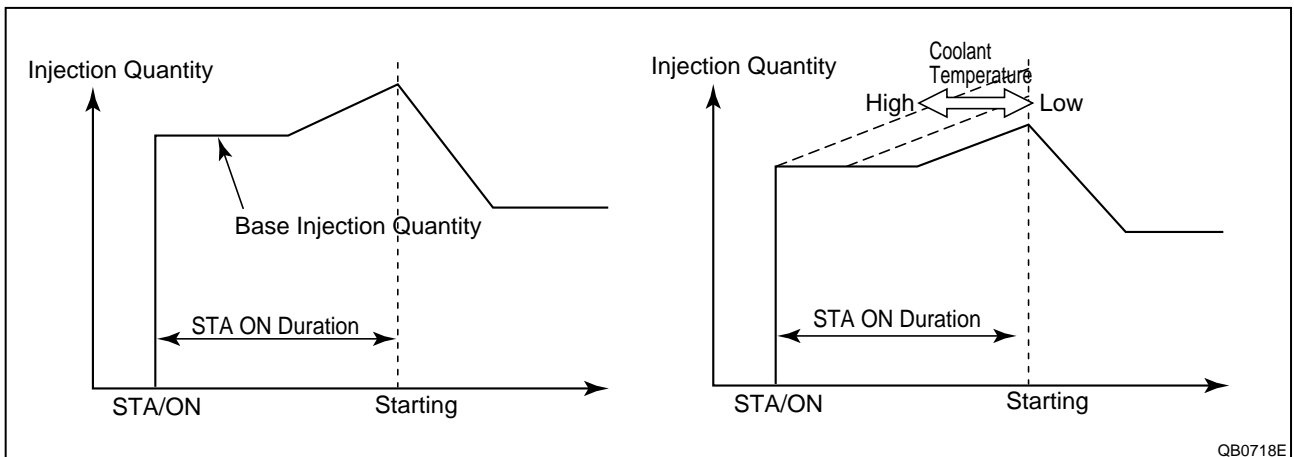 Injection Quantity
Base Injection Quantity
STA ON Duration
STA/ON
Starting
Injection Quantity
Coolant
Temperature
High
Low
STA ON Duration
STA/ON
Starting
QB0718E